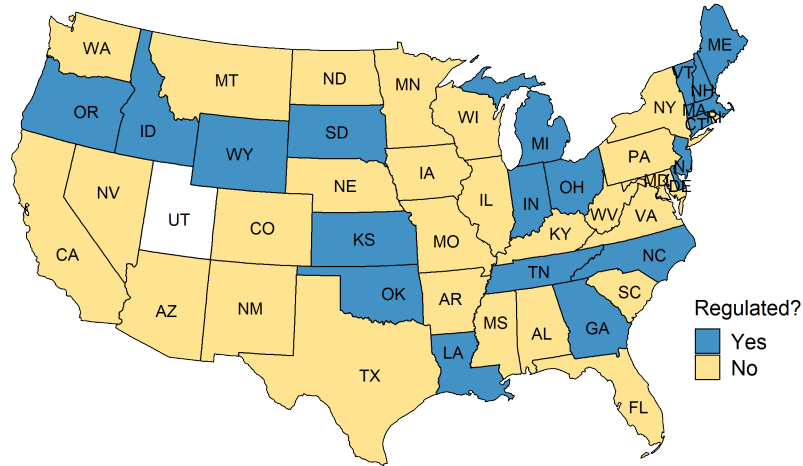 WA
ME
MT
ND
MN
VT
NH
OR
ID
SD
WI
NY
MA
CT
RI
WY
MI
PA
IA
NJ
NE
OH
MD
DE
NV
UT
IL
IN
WV
VA
CO
KS
MO
KY
CA
NC
TN
OK
AR
SC
AZ
NM
MS
AL
GA
LA
TX
FL
Regulated?
Yes
No